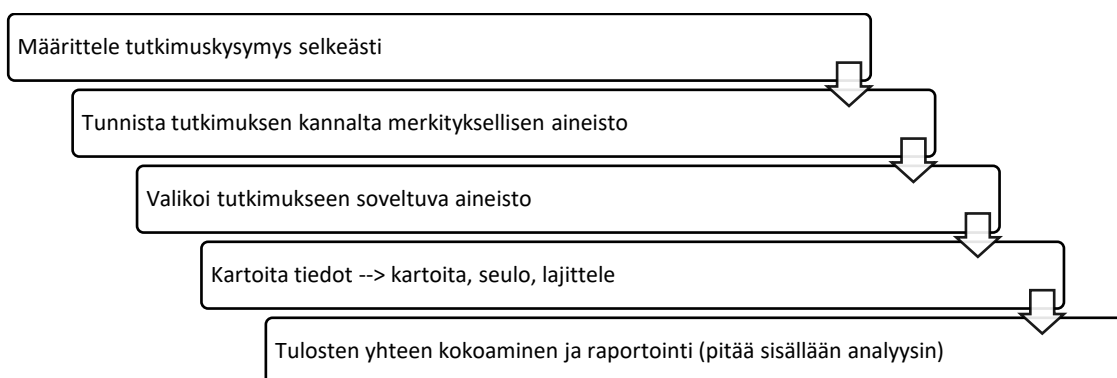 Määrittele tutkimuskysymys selkeästi
Tunnista tutkimuksen kannalta merkityksellisen aineisto
Valikoi tutkimukseen soveltuva aineisto
Kartoita tiedot --> kartoita, seulo, lajittele
Tulosten yhteen kokoaminen ja raportointi (pitää sisällään analyysin)